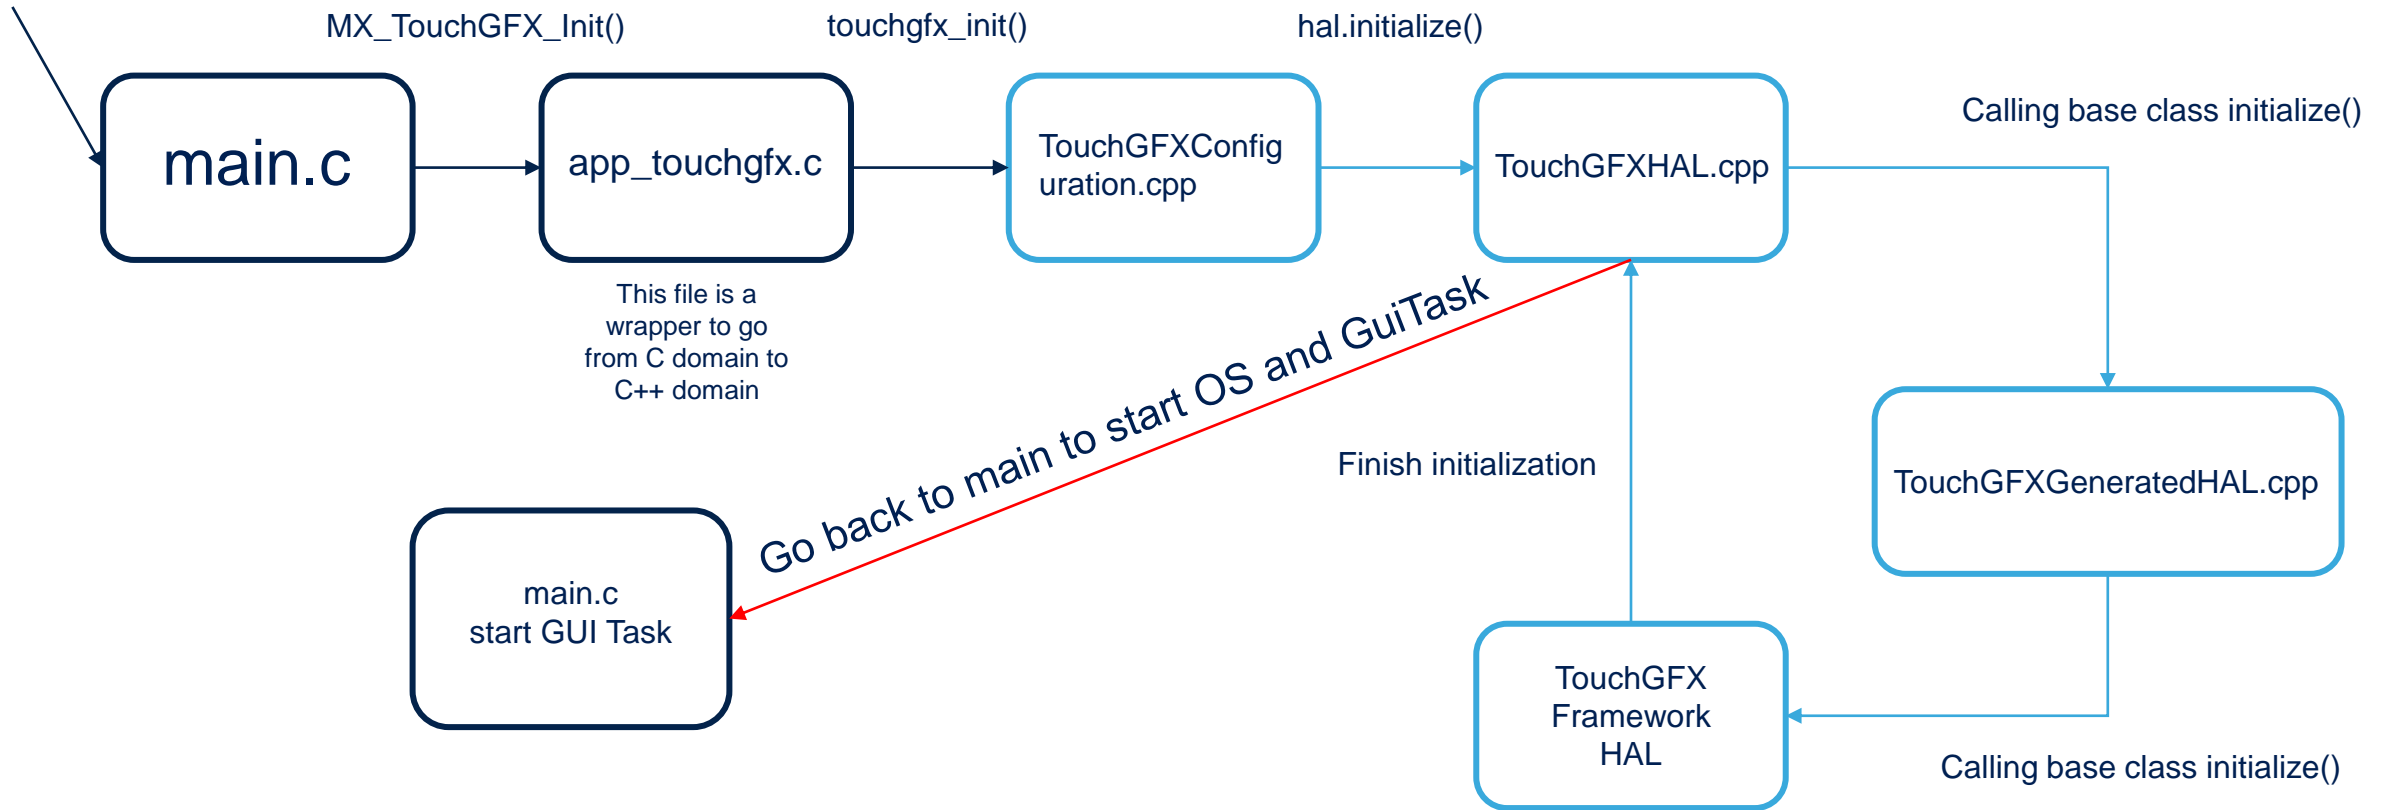 MX_TouchGFX_Init()
touchgfx_init()
hal.initialize()
main.c
app_touchgfx.c
TouchGFXConfig
uration.cpp
TouchGFXHAL.cpp
Calling base class initialize()
This file is a
wrapper to go
from C domain to
C++ domain
Go back to main to start OS and GuiTask
Finish initialization
TouchGFXGeneratedHAL.cpp
main.c
start GUI Task
TouchGFX
Framework
HAL
Calling base class initialize()